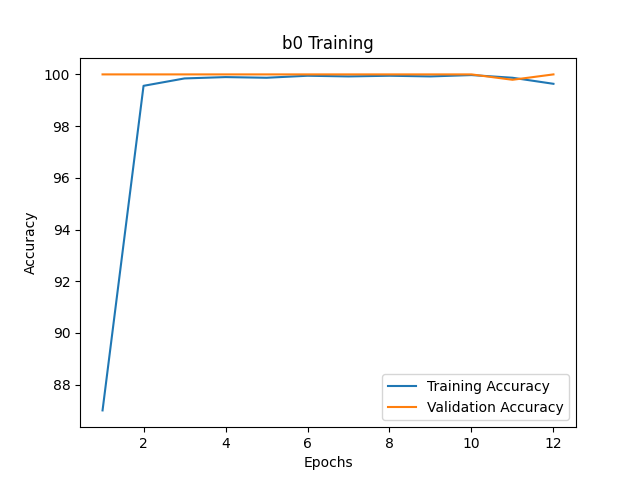 b0 Training
100
98
96
94
92
90
88
Accuracy
Training Accuracy
Validation Accuracy
2 4 6 8 10 12
Epochs